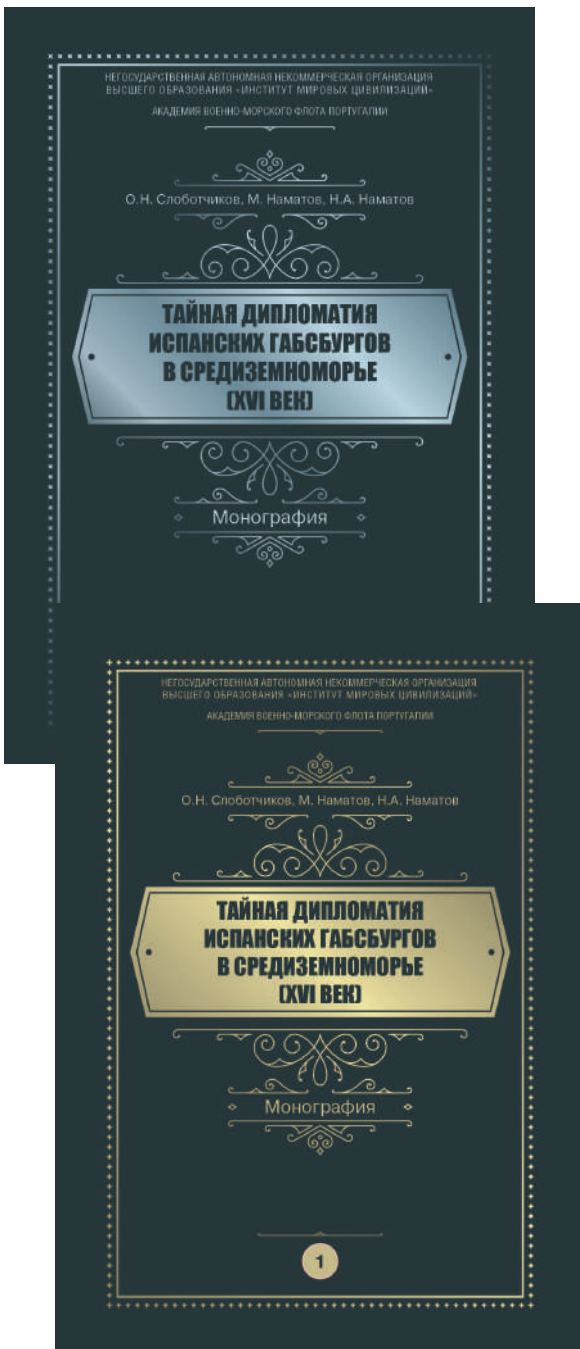 НЕГОСУДАРСТВЕННАЯ АВТОНОМНАЯ НЕКОММЕРЧЕСКАЯ ОРГАНИЗАЦИЯ
ВЫСШЕГО ОБРАЗОВАНИЯ «ИНСТИТУТ МИРОВЫХ ЦИВИЛИЗАЦИЙ»
АКАДЕМИЯ ВОЕННО-МОРСКОГО ФЛОТА ПОРТУГАЛИИ
О.Н. Слоботчиков, М. Наматов, Н.А. Наматов
ТАЙНАЯ ДИПЛОМАТИЯ
ИСПАНСКИХ ГАБСБУРГОВ
В СРЕДИЗЕМНОМОРЬЕ
(XVI ВЕК)
Монография
НЕГОСУДАРСТВЕННАЯ АВТОНОМНАЯ НЕКОММЕРЧЕСКАЯ ОРГАНИЗАЦИЯ
ВЫСШЕГО ОБРАЗОВАНИЯ «ИНСТИТУТ МИРОВЫХ ЦИВИЛИЗАЦИЙ»
АКАДЕМИЯ ВОЕННО-МОРСКОГО ФЛОТА ПОРТУГАЛИИ
О.Н. Слоботчиков, М. Наматов, Н.А. Наматов
ТАЙНАЯ ДИПЛОМАТИЯ
ИСПАНСКИХ ГАБСБУРГОВ
В СРЕДИЗЕМНОМОРЬЕ
(XVI ВЕК)
Монография
1